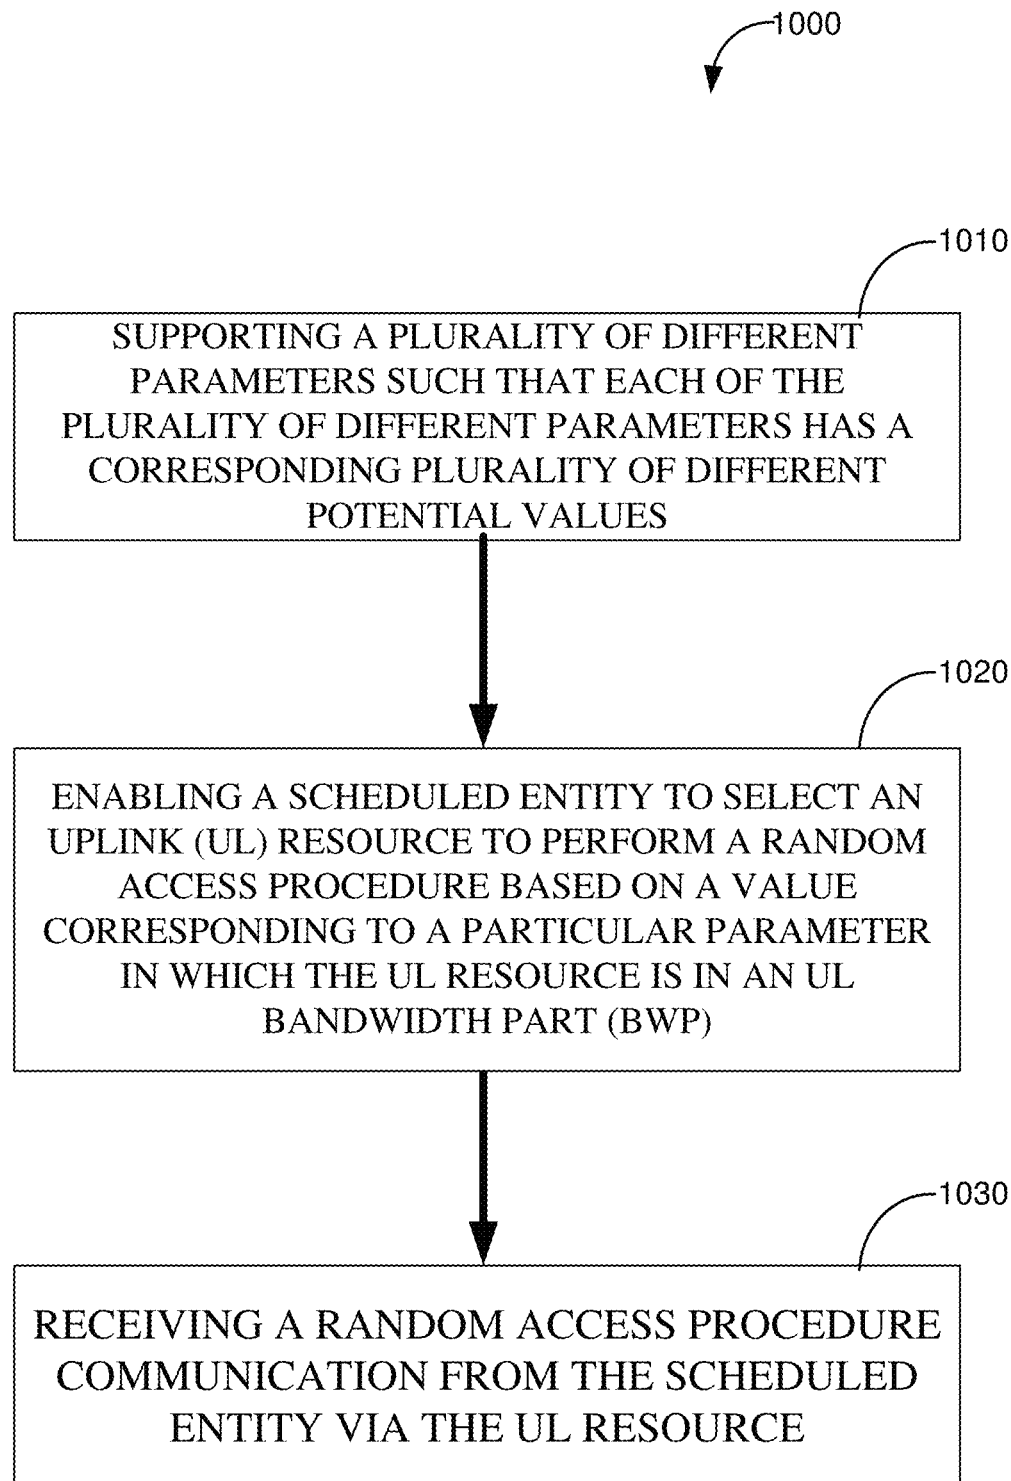 1000
1010
SUPPORTING A PLURALITY OF DIFFERENT
PARAMETERS SUCH THAT EACH OF THE
PLURALITY OF DIFFERENT PARAMETERS HAS A
CORRESPONDING PLURALITY OF DIFFERENT
POTENTIAL VALUES
1020
ENABLING A SCHEDULED ENTITY TO SELECT AN
UPLINK (UL) RESOURCE TO PERFORM A RANDOM
ACCESS PROCEDURE BASED ON A VALUE
CORRESPONDING TO A PARTICULAR PARAMETER
IN WHICH THE UL RESOURCE IS IN AN UL
BANDWIDTH PART (BWP)
1030
RECEIVING A RANDOM ACCESS PROCEDURE
COMMUNICATION FROM THE SCHEDULED
ENTITY VIA THE UL RESOURCE